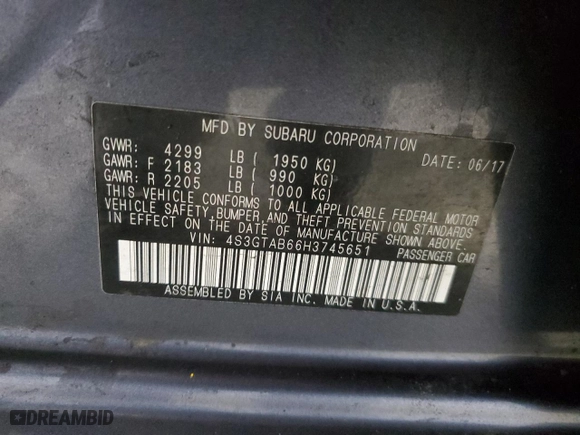 MFD BY SUBARU CORPORATION
GVWR: 4299 LB ( 1950 KG) DATE: 06/17
GAWR: F 2183 LB ( 990 KG)
GAWR: R 2205 LB ( 1000 KG)
THIS VEHICLE CONFORMS TO ALL APPLICABLE FEDERAL MOTOR
VEHICLE SAFETY, BUMPER, AND THEFT PREVENTION STANDARDS
IN EFFECT ON THE DATE OF MANUFACTURE SHOWN ABOVE.
VIN: 4S3GTAB66H3745651 PASSENGER CAR
ASSEMBLED BY SIA INC. MADE IN U.S.A.
DREAMBID